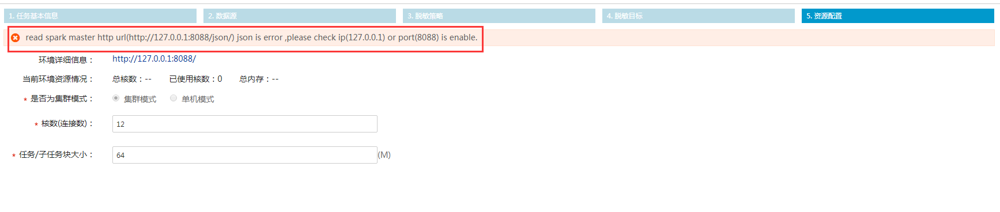 1. 任务基本信息 2. 数据源 3. 脱敏策略 4. 脱敏目标 5. 资源配置
read spark master http url(http://127.0.0.1:8088/json/) json is error ,please check ip(127.0.0.1) or port(8088) is enable.
环境详细信息： http://127.0.0.1:8088/
当前环境资源情况： 总核数：-- 已使用核数：0 总内存：--
* 是否为集群模式： 集群模式 单机模式
* 核数(连接数)： 12
* 任务/子任务块大小： 64 (M)